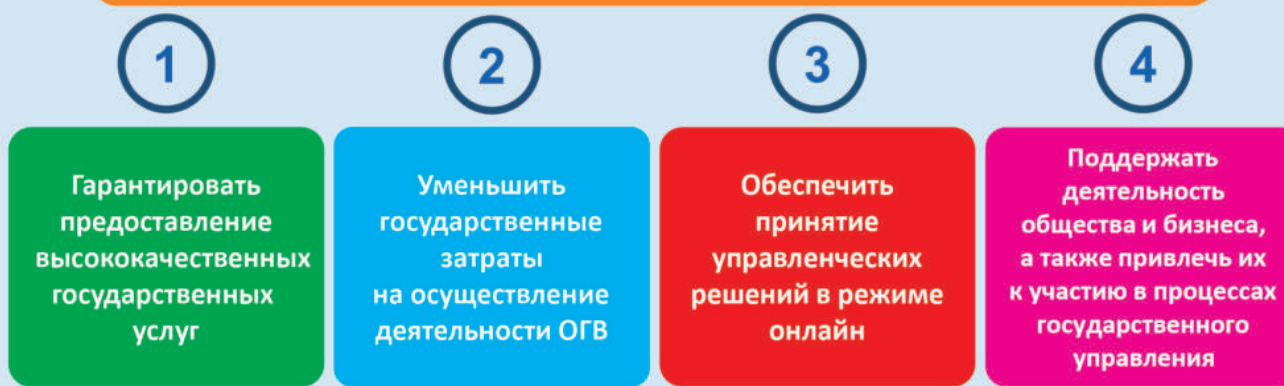 1
Гарантировать
предоставление
высококачественных
государственных
услуг
2
Уменьшить
государственные
затраты
на осуществление
деятельности ОГВ
3
Обеспечить
принятие
управленческих
решений в режиме
онлайн
4
Поддержать
деятельность
общества и бизнеса,
а также привлечь их
к участию в процессах
государственного
управления